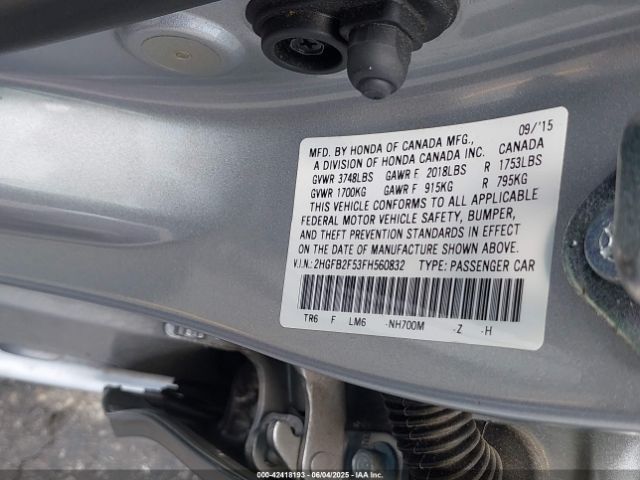 09/'15
MFD. BY HONDA OF CANADA MFG.,
A DIVISION OF HONDA CANADA INC. CANADA
GVWR 3748LBS GAWR F 2018LBS R 1753LBS
GVWR 1700KG GAWR F 915KG R 795KG
THIS VEHICLE CONFORMS TO ALL APPLICABLE
FEDERAL MOTOR VEHICLE SAFETY, BUMPER,
AND THEFT PREVENTION STANDARDS IN EFFECT
ON THE DATE OF MANUFACTURE SHOWN ABOVE.
V.I.N.: 2HGFB2F53FH560832 TYPE: PASSENGER CAR
TR6 F LM6 -NH700M -Z -H
000-42418193 - 06/04/2025 - IAAI.COM